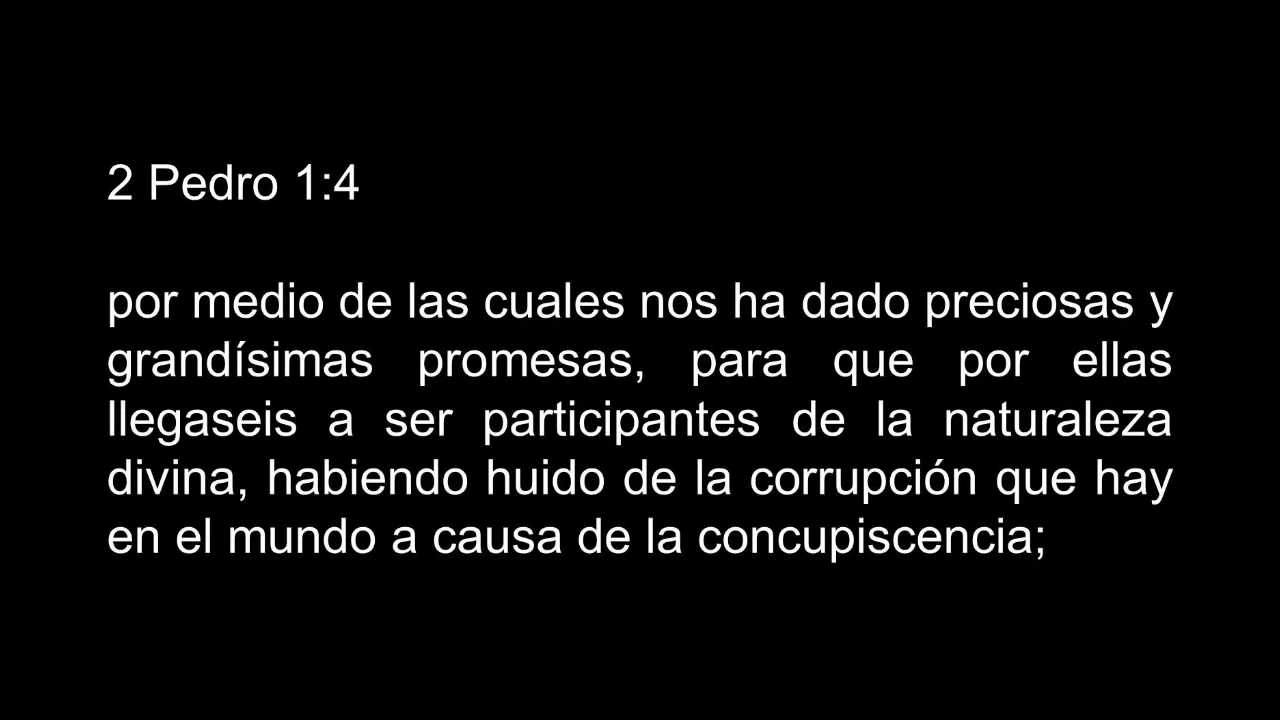 2 Pedro 1:4
por medio de las cuales nos ha dado preciosas y
grandísimas promesas, para que por ellas
llegaseis a ser participantes de la naturaleza
divina, habiendo huido de la corrupción que hay
en el mundo a causa de la concupiscencia;